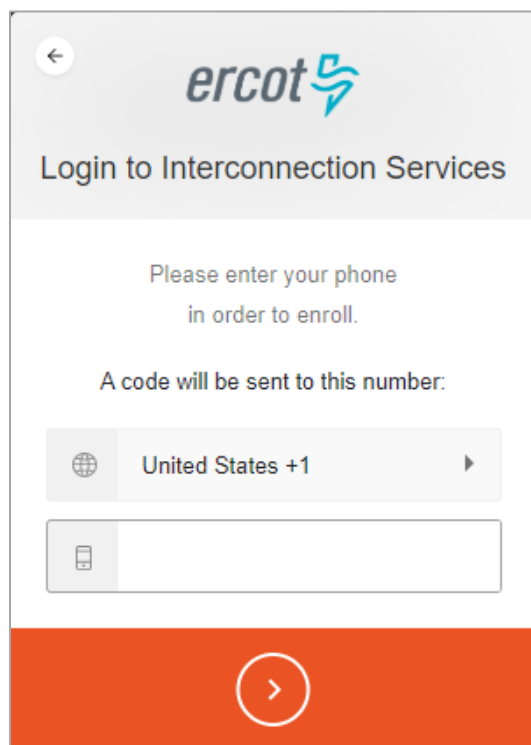 ercot
Login to Interconnection Services
Please enter your phone
in order to enroll.
A code will be sent to this number:
United States +1